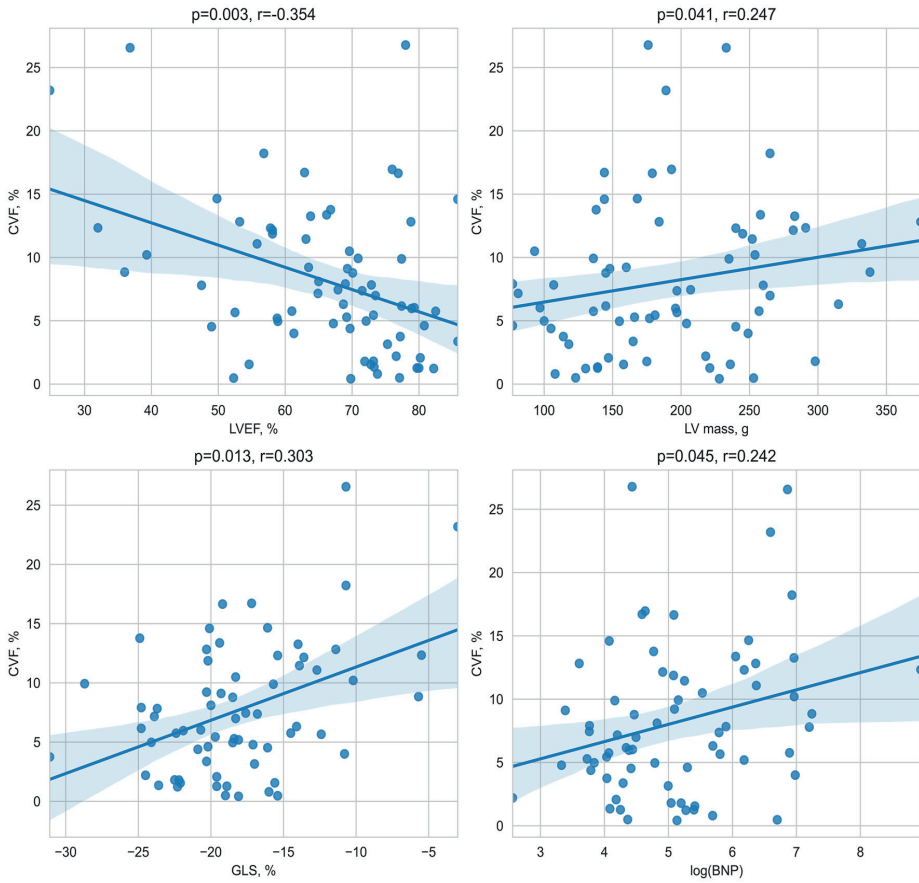 p=0.003, r=-0.354
p=0.041, r=0.247
25
20
15
10
5
0
CVF, %
30 40 50 60 70 80
LVEF, %
25
20
15
10
5
0
CVF, %
100 150 200 250 300 350
LV mass, g
p=0.013, r=0.303
p=0.045, r=0.242
25
20
15
10
5
0
CVF, %
−30 −25 −20 −15 −10 −5
GLS, %
25
20
15
10
5
0
CVF, %
3 4 5 6 7 8
log(BNP)